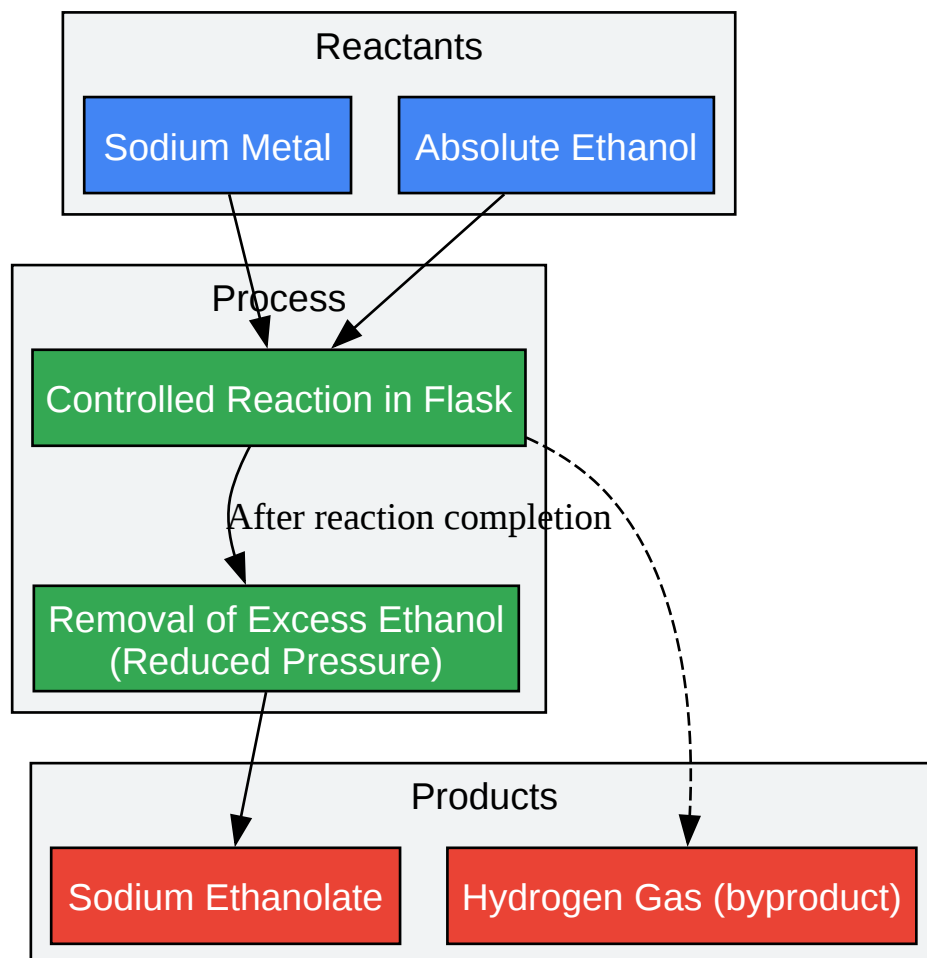 Reactants
Sodium Metal
Absolute Ethanol
Process
Controlled Reaction in Flask
After reaction completion
Removal of Excess Ethanol
(Reduced Pressure)
Products
Sodium Ethanolate
Hydrogen Gas (byproduct)